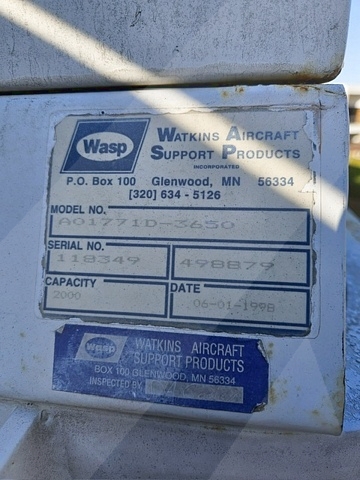 Wasp
WATKINS AIRCRAFT
SUPPORT PRODUCTS
INCORPORATED
P.O. Box 100 Glenwood, MN 56334
[320] 634 - 5126
MODEL NO.
A01771D-3650
SERIAL NO.
118349 498879
CAPACITY
2000
DATE
06-01-1998
Wasp
WATKINS AIRCRAFT
SUPPORT PRODUCTS
BOX 100 GLENWOOD, MN 56334
INSPECTED BY